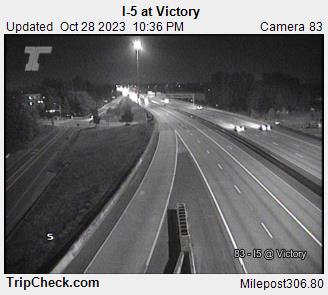 I-5 at Victory
Updated Oct 28 2023 10:36 PM Camera 83
T
S
83 - I5 @ Victory
TripCheck.com Milepost306.80